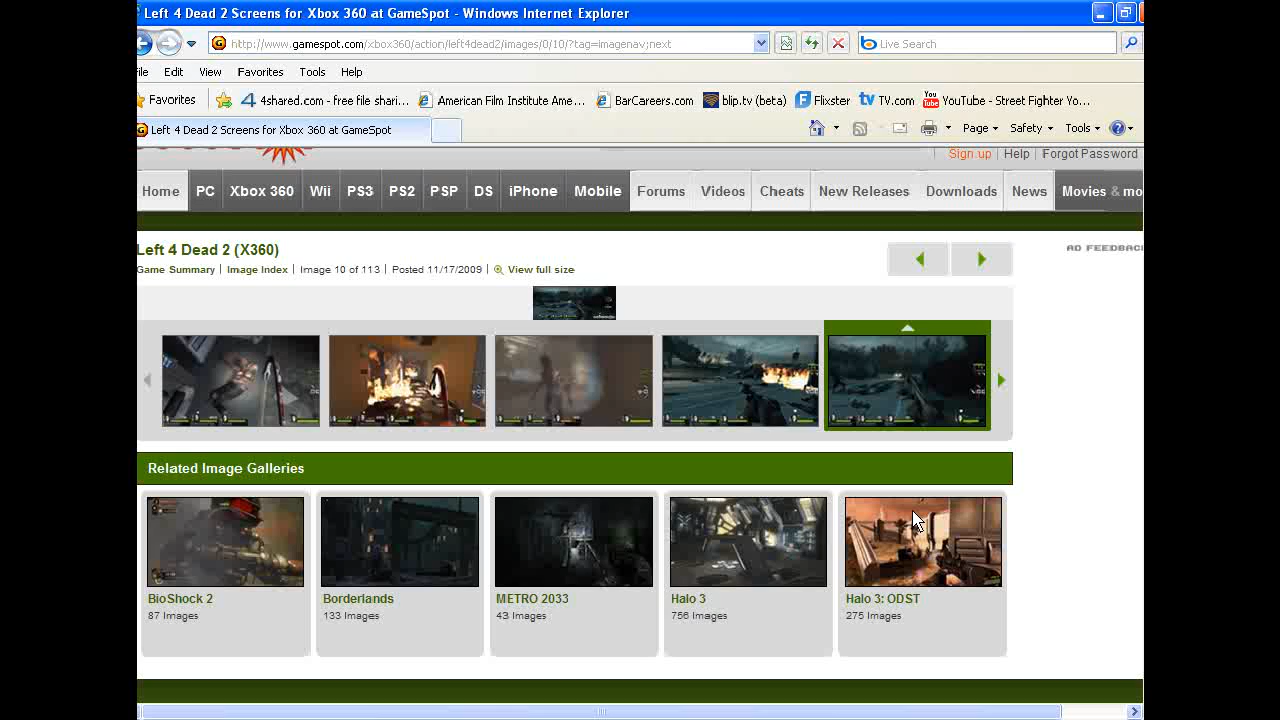 Left 4 Dead 2 Screens for Xbox 360 at GameSpot - Windows Internet Explorer
http://www.gamespot.com/xbox360/action/left4dead2/images/0/10/?tag=imagenav;next
Live Search
ile Edit View Favorites Tools Help
Favorites 4shared.com - free file shari... American Film Institute Ame... BarCareers.com blip.tv (beta) Flixster TV.com YouTube - Street Fighter Yo...
Left 4 Dead 2 Screens for Xbox 360 at GameSpot
Page Safety Tools
Sign up | Help | Forgot Password
Home PC Xbox 360 Wii PS3 PS2 PSP DS iPhone Mobile Forums Videos Cheats New Releases Downloads News Movies & mo
Left 4 Dead 2 (X360)
AD FEEDBACK
Game Summary | Image Index | Image 10 of 113 | Posted 11/17/2009 | View full size
Related Image Galleries
BioShock 2
87 Images
Borderlands
133 Images
METRO 2033
43 Images
Halo 3
756 Images
Halo 3: ODST
275 Images